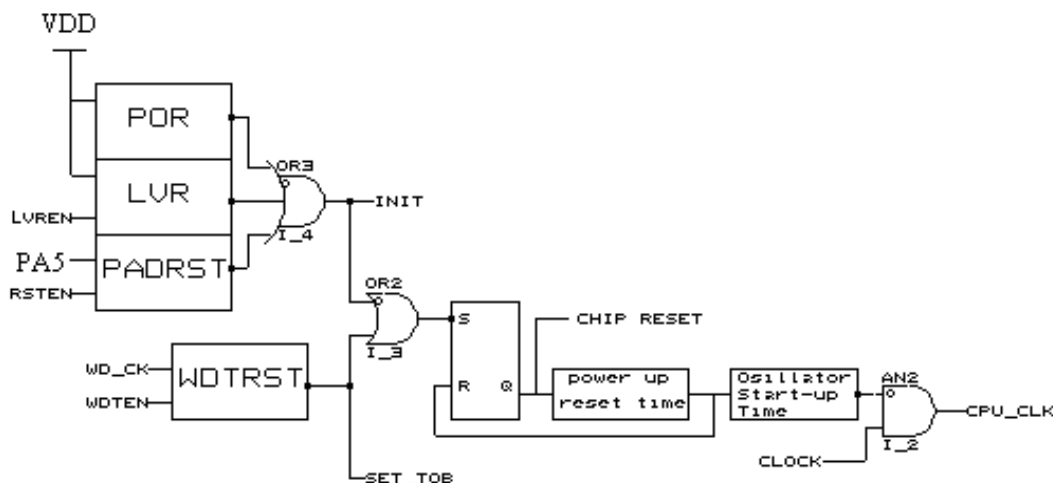 VDD
POR
LVR
LVREN
PA5
PADRST
RSTEN
OR3
I_4
INIT
OR2
I_3
WD_CK
WDTEN
WDTRST
SET TOB
S
R
Q
CHIP RESET
power up
reset time
Osillator
Start-up
Time
AN2
I_2
CLOCK
CPU_CLK